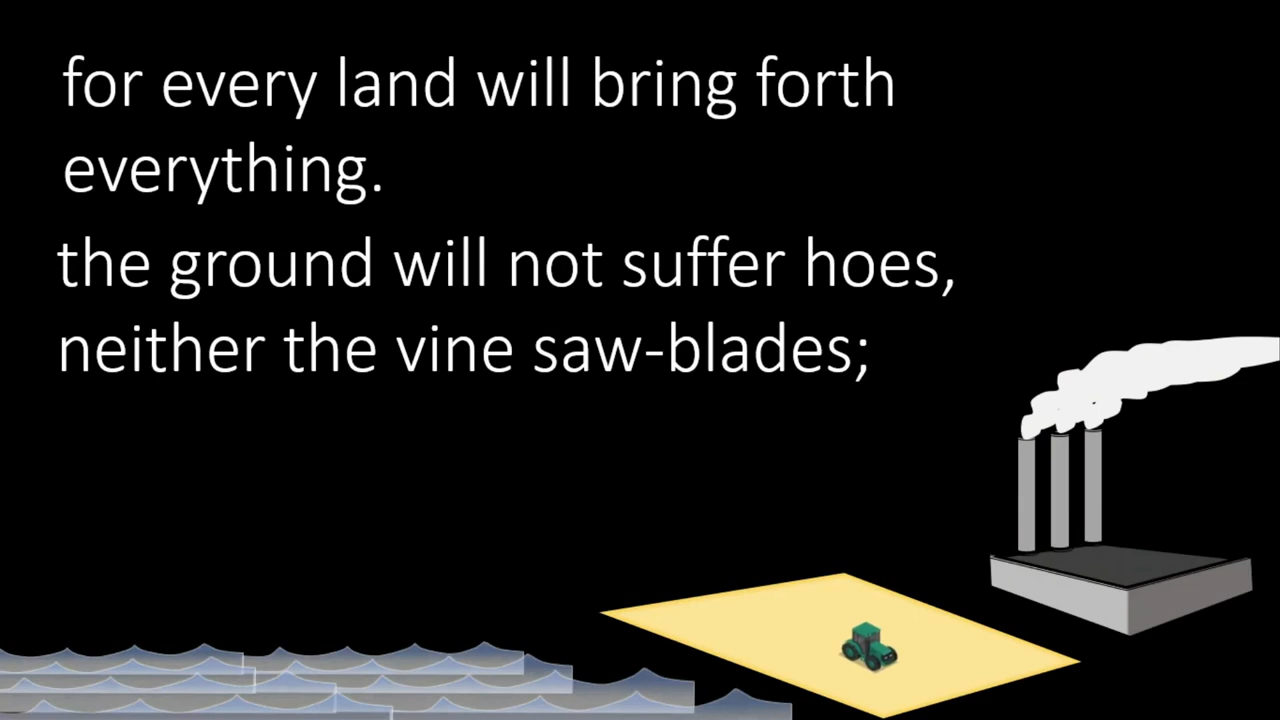 for every land will bring forth
everything.
the ground will not suffer hoes,
neither the vine saw-blades;